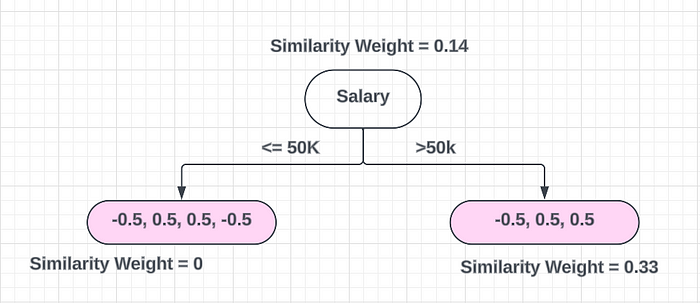 Similarity Weight = 0.14
Salary
<= 50K
>50k
-0.5, 0.5, 0.5, -0.5
-0.5, 0.5, 0.5
Similarity Weight = 0
Similarity Weight = 0.33